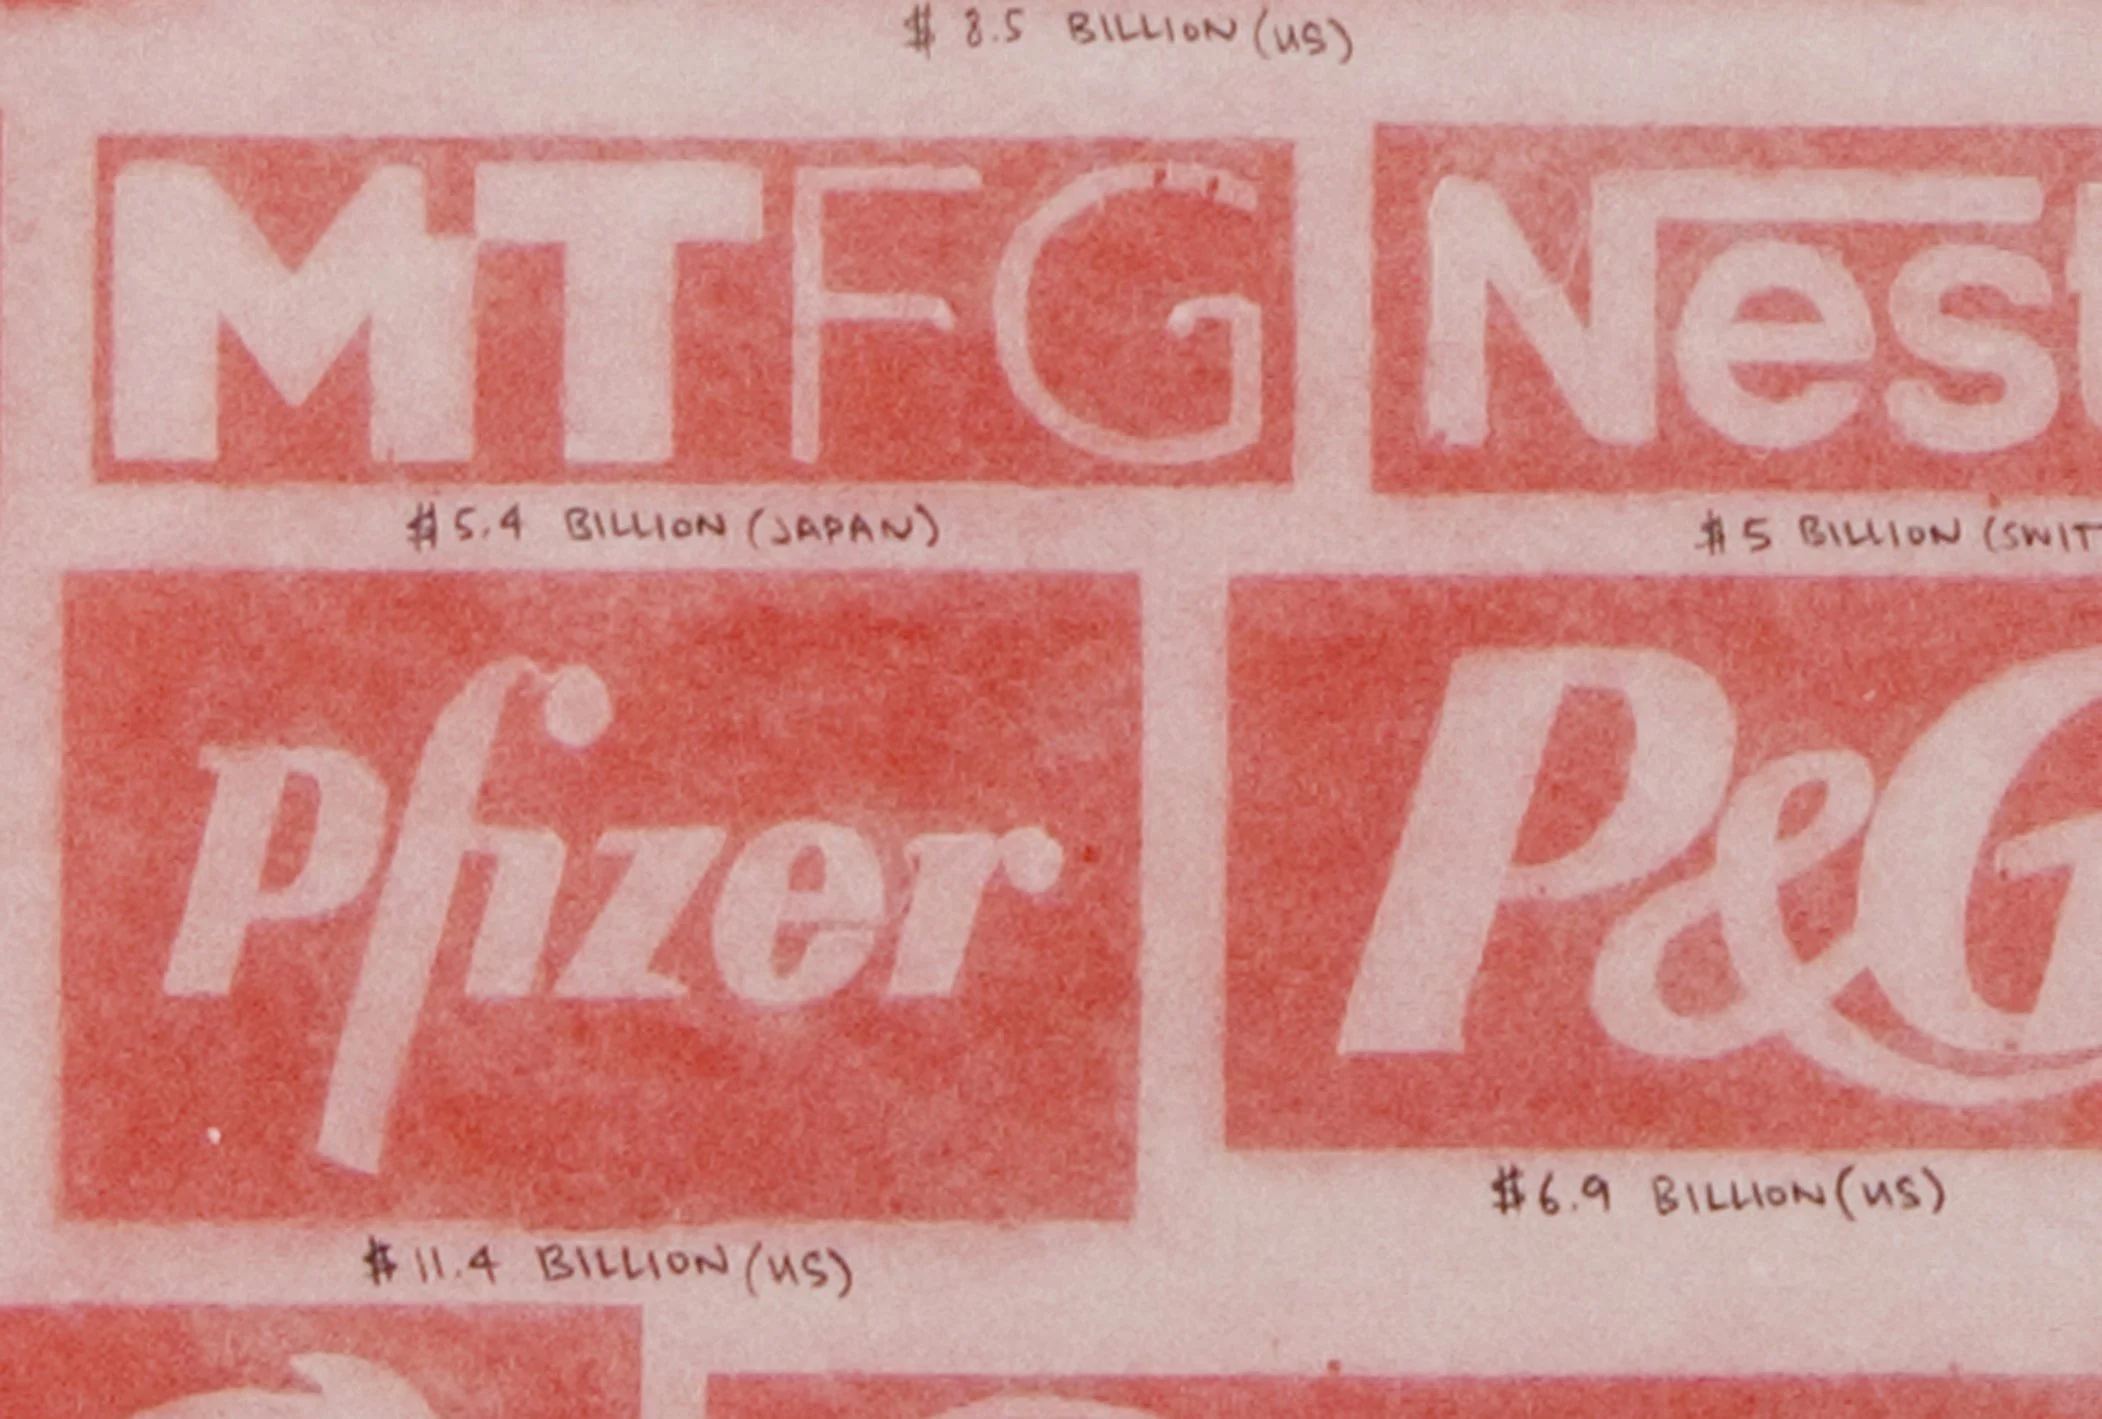 $ 8.5 BILLION (US)
MTFG
Nest
$5.4 BILLION (JAPAN)
$5 BILLION (SWIT
Pfizer
P&G
$6.9 BILLION (US)
$11.4 BILLION (US)